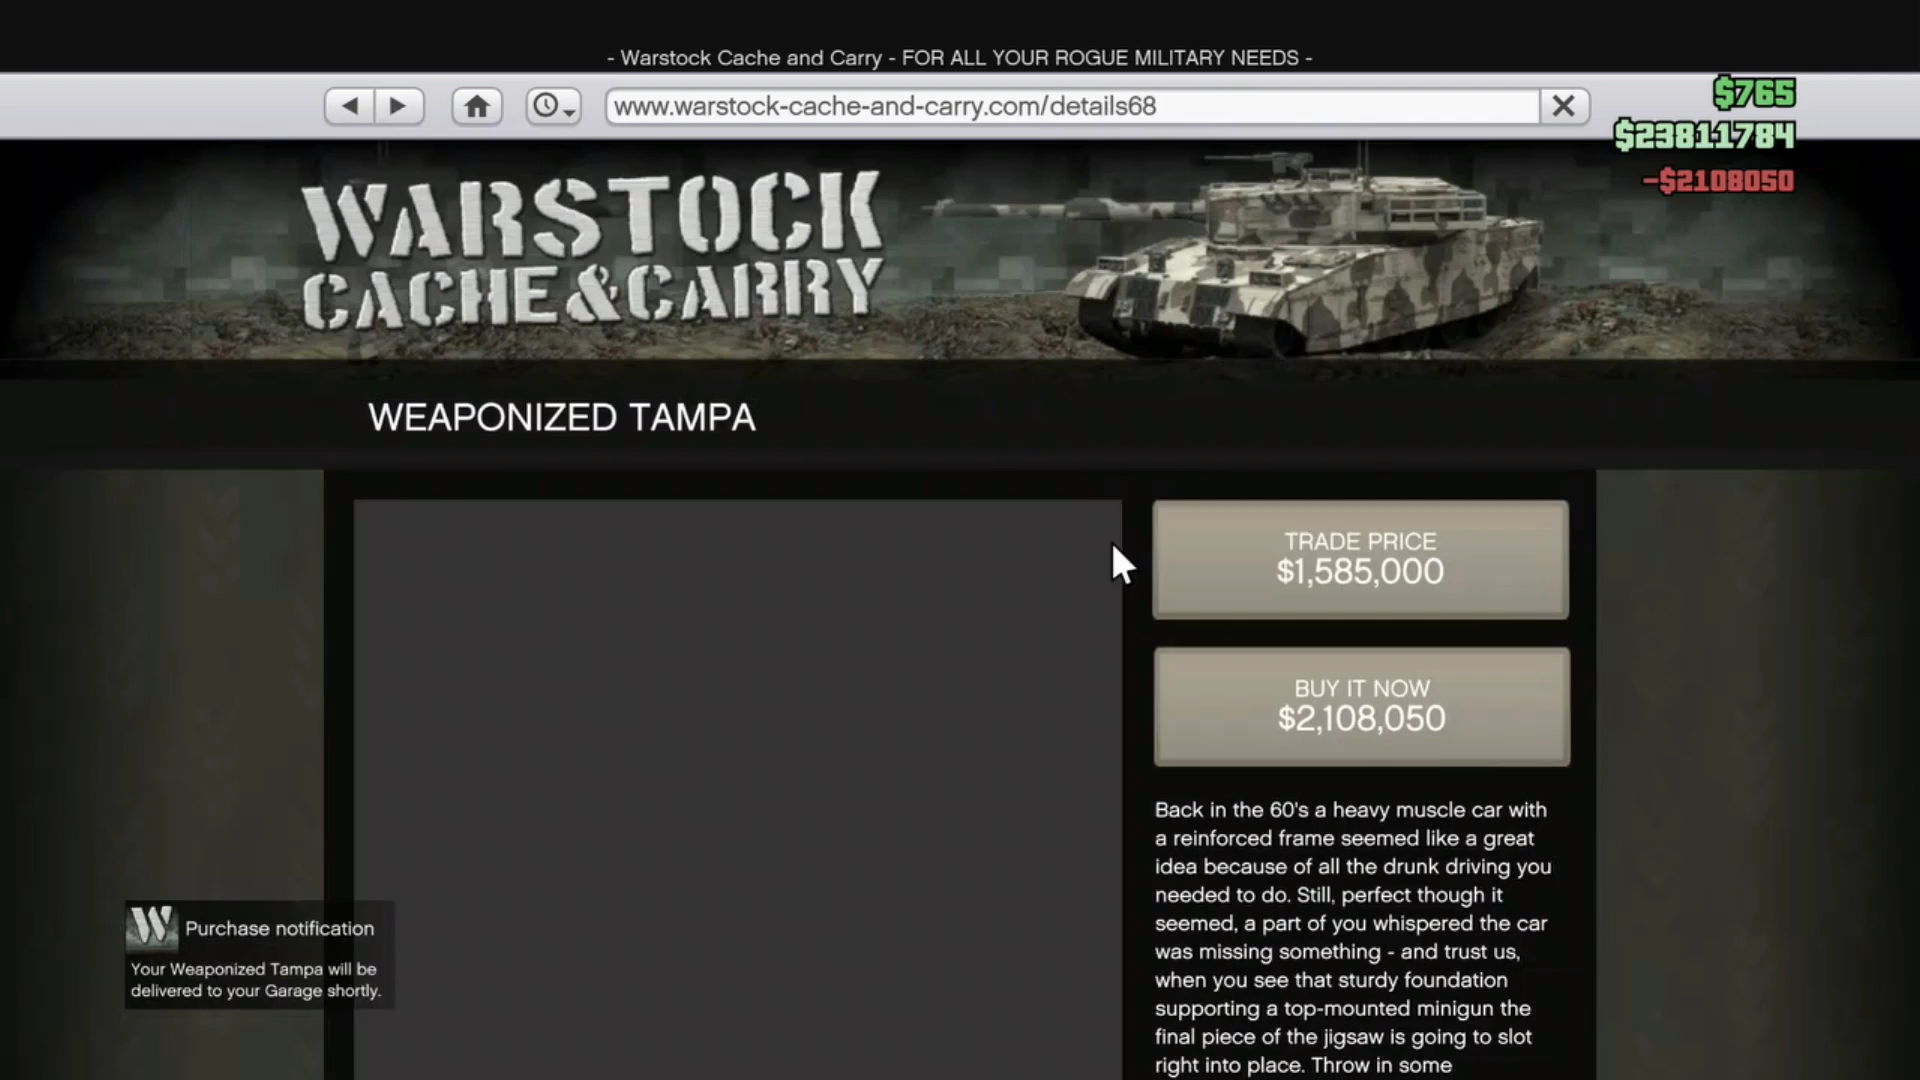 - Warstock Cache and Carry - FOR ALL YOUR ROGUE MILITARY NEEDS -
www.warstock-cache-and-carry.com/details68
$765
$23811784
-$2108050
WARSTOCK
CACHE&CARRY
WEAPONIZED TAMPA
TRADE PRICE
$1,585,000
BUY IT NOW
$2,108,050
Back in the 60's a heavy muscle car with
a reinforced frame seemed like a great
idea because of all the drunk driving you
needed to do. Still, perfect though it
seemed, a part of you whispered the car
was missing something - and trust us,
when you see that sturdy foundation
supporting a top-mounted minigun the
final piece of the jigsaw is going to slot
right into place. Throw in some
W Purchase notification
Your Weaponized Tampa will be
delivered to your Garage shortly.